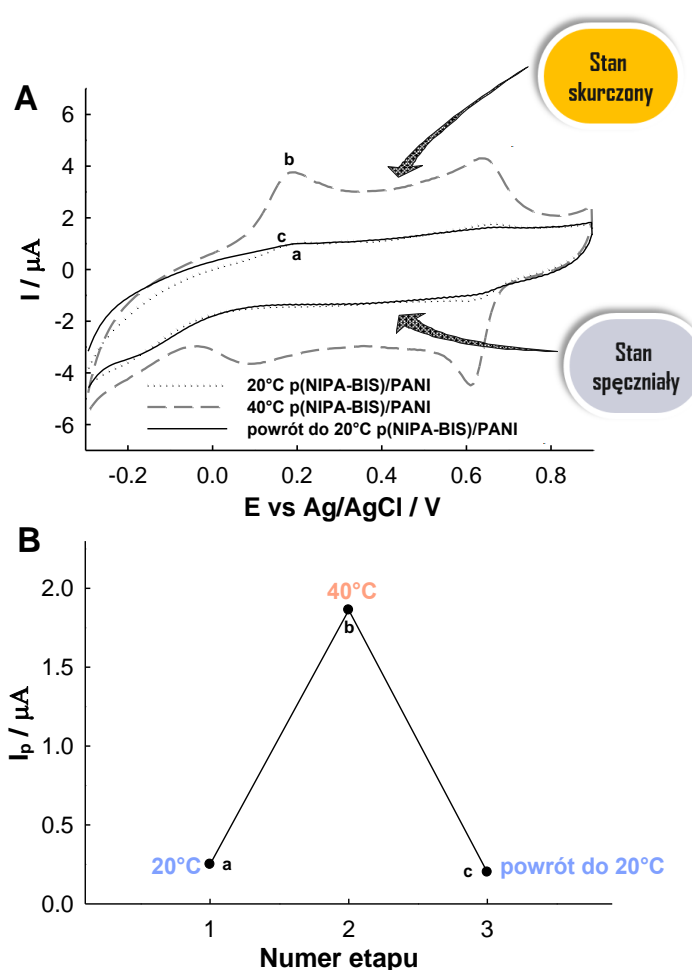 A
Stan
skurczony
6
4
2
0
-2
-4
-6
I / µA
b
c
a
Stan
spęczniały
20°C p(NIPA-BIS)/PANI
40°C p(NIPA-BIS)/PANI
powrót do 20°C p(NIPA-BIS)/PANI
-0.2 0.0 0.2 0.4 0.6 0.8
E vs Ag/AgCl / V
B
2.0
1.5
1.0
0.5
0.0
Ip / µA
40°C
b
20°C a
c powrót do 20°C
1 2 3
Numer etapu